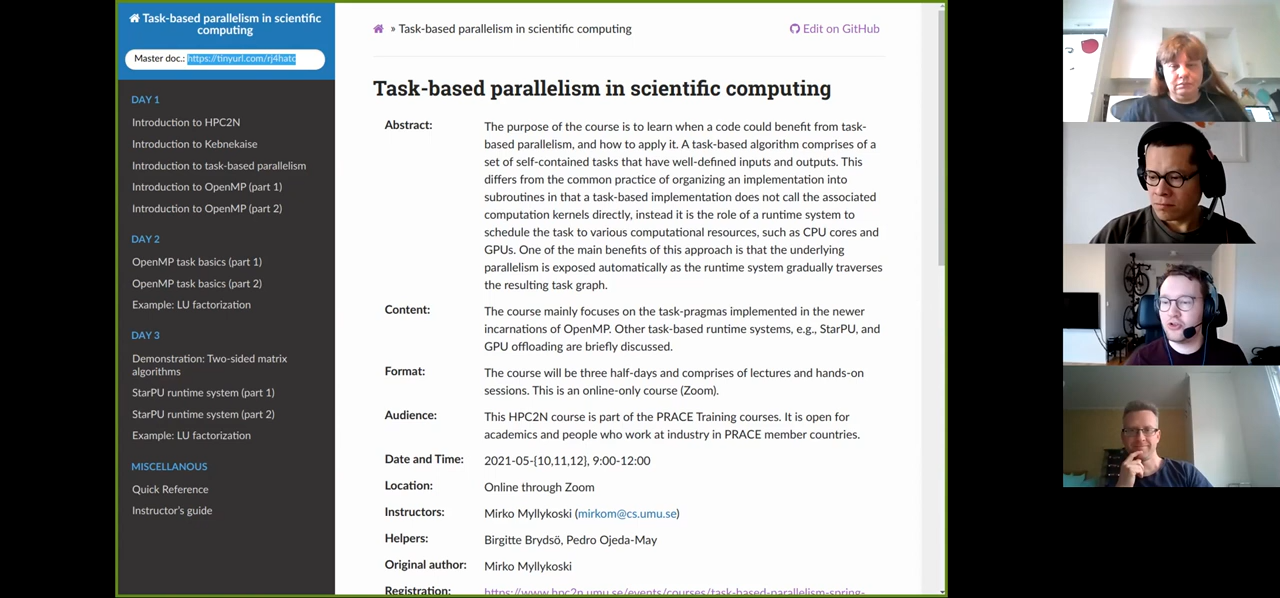 Task-based parallelism in scientific
computing
Master doc.: https://tinyurl.com/rj4hatc
DAY 1
Introduction to HPC2N
Introduction to Kebnekaise
Introduction to task-based parallelism
Introduction to OpenMP (part 1)
Introduction to OpenMP (part 2)
DAY 2
OpenMP task basics (part 1)
OpenMP task basics (part 2)
Example: LU factorization
DAY 3
Demonstration: Two-sided matrix
algorithms
StarPU runtime system (part 1)
StarPU runtime system (part 2)
Example: LU factorization
MISCELLANOUS
Quick Reference
Instructor's guide
» Task-based parallelism in scientific computing
Edit on GitHub
Task-based parallelism in scientific computing
Abstract: The purpose of the course is to learn when a code could benefit from task-
based parallelism, and how to apply it. A task-based algorithm comprises of a
set of self-contained tasks that have well-defined inputs and outputs. This
differs from the common practice of organizing an implementation into
subroutines in that a task-based implementation does not call the associated
computation kernels directly, instead it is the role of a runtime system to
schedule the task to various computational resources, such as CPU cores and
GPUs. One of the main benefits of this approach is that the underlying
parallelism is exposed automatically as the runtime system gradually traverses
the resulting task graph.
Content: The course mainly focuses on the task-pragmas implemented in the newer
incarnations of OpenMP. Other task-based runtime systems, e.g., StarPU, and
GPU offloading are briefly discussed.
Format: The course will be three half-days and comprises of lectures and hands-on
sessions. This is an online-only course (Zoom).
Audience: This HPC2N course is part of the PRACE Training courses. It is open for
academics and people who work at industry in PRACE member countries.
Date and Time: 2021-05-{10,11,12}, 9:00-12:00
Location: Online through Zoom
Instructors: Mirko Myllykoski (mirkom@cs.umu.se)
Helpers: Birgitte Brydsö, Pedro Ojeda-May
Original author: Mirko Myllykoski
Registration: https://www.hpc2n.umu.se/events/courses/task-based-parallelism-spring-